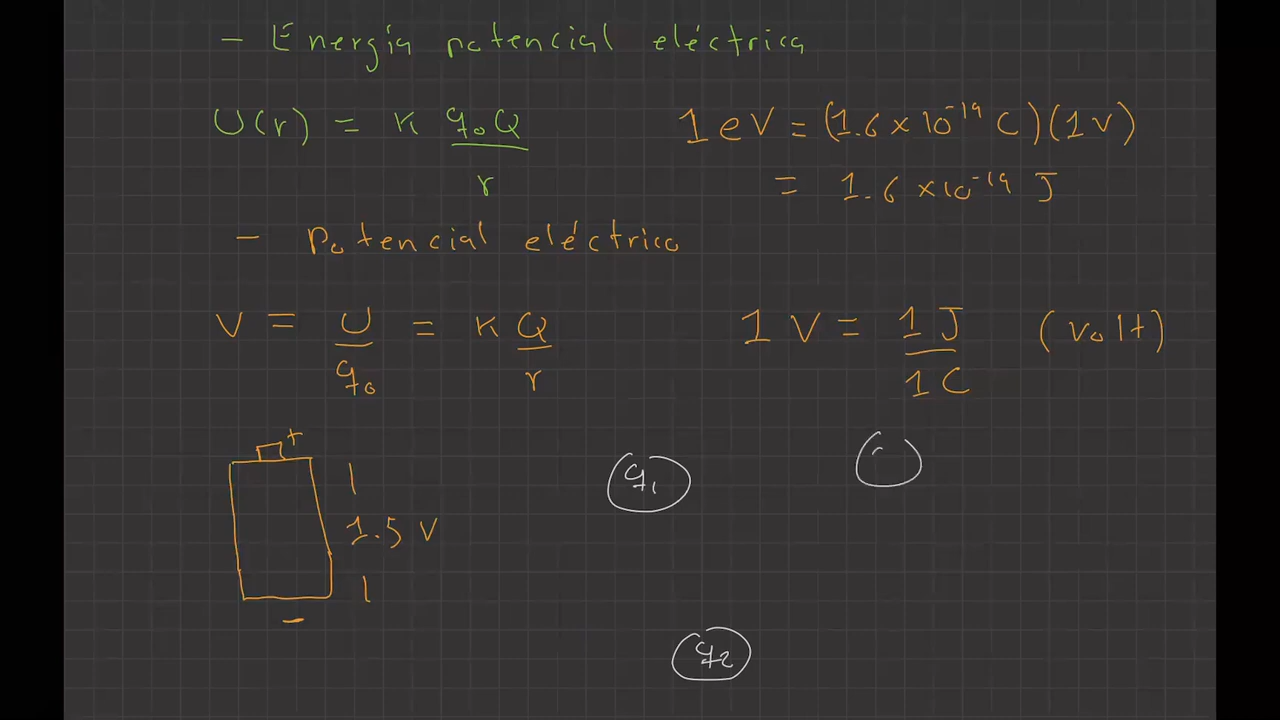 - Energía potencial eléctrica
U(r) = K q₀Q / r
1 eV = (1.6 x 10⁻¹⁹ C)(1 V)
= 1.6 x 10⁻¹⁹ J
- Potencial eléctrico
V = U / q₀ = K Q / r
1 V = 1 J / 1 C (Volt)
+
1.5 V
-
q₁
q₂